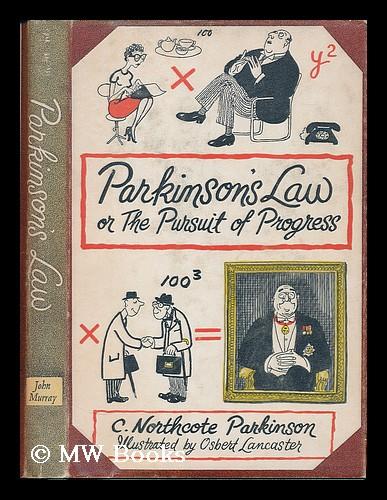 100
× y²
Parkinson's Law
or The Pursuit of Progress
100³
× =
C. Northcote Parkinson
Illustrated by Osbert Lancaster
Parkinson's Law
John
Murray
© MW Books